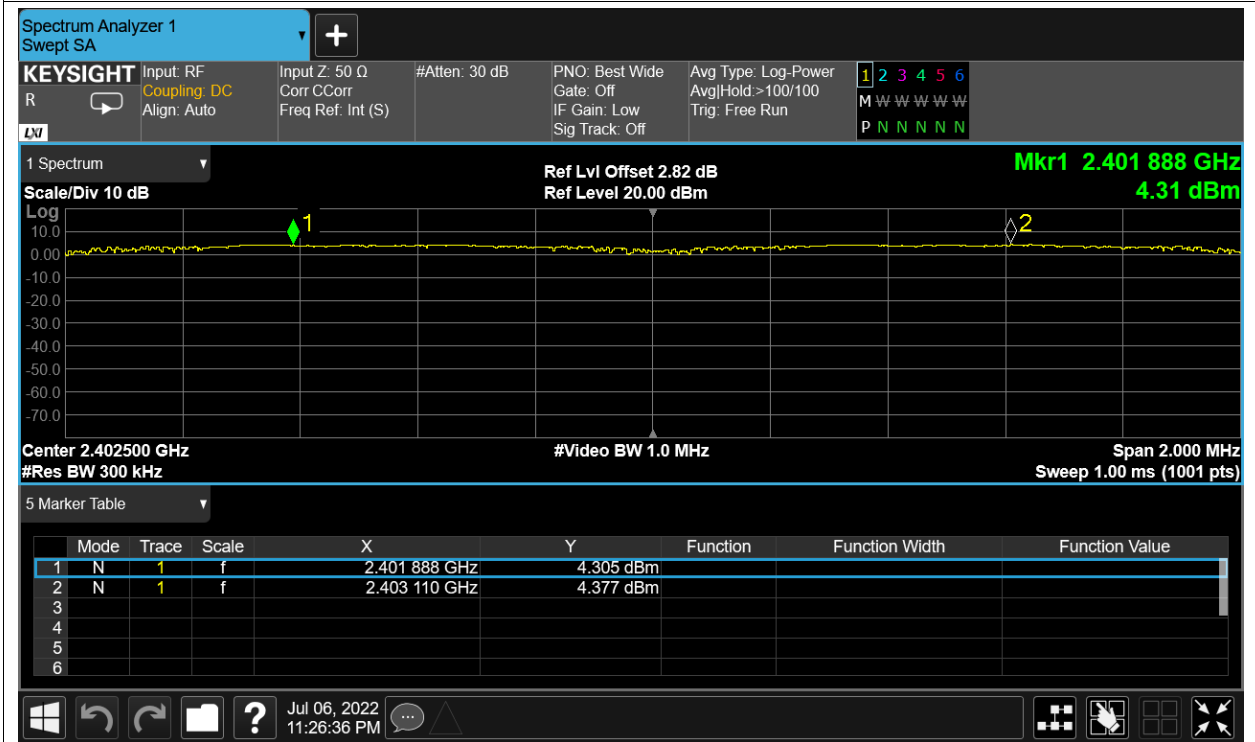 Spectrum Analyzer 1
Swept SA
+
KEYSIGHT
R
LXI
Input: RF
Coupling: DC
Align: Auto
Input Z: 50 Ω
Corr CCorr
Freq Ref: Int (S)
#Atten: 30 dB
PNO: Best Wide
Gate: Off
IF Gain: Low
Sig Track: Off
Avg Type: Log-Power
Avg|Hold:>100/100
Trig: Free Run
1 2 3 4 5 6
M W W W W W
P N N N N N
1 Spectrum
Scale/Div 10 dB
Ref Lvl Offset 2.82 dB
Ref Level 20.00 dBm
Mkr1 2.401 888 GHz
4.31 dBm
Log
1
2
10.0
0.00
-10.0
-20.0
-30.0
-40.0
-50.0
-60.0
-70.0
Center 2.402500 GHz
#Res BW 300 kHz
#Video BW 1.0 MHz
Span 2.000 MHz
Sweep 1.00 ms (1001 pts)
5 Marker Table
Mode Trace Scale X Y Function Function Width Function Value
1 N 1 f 2.401 888 GHz 4.305 dBm
2 N 1 f 2.403 110 GHz 4.377 dBm
3
4
5
6
?
Jul 06, 2022
11:26:36 PM